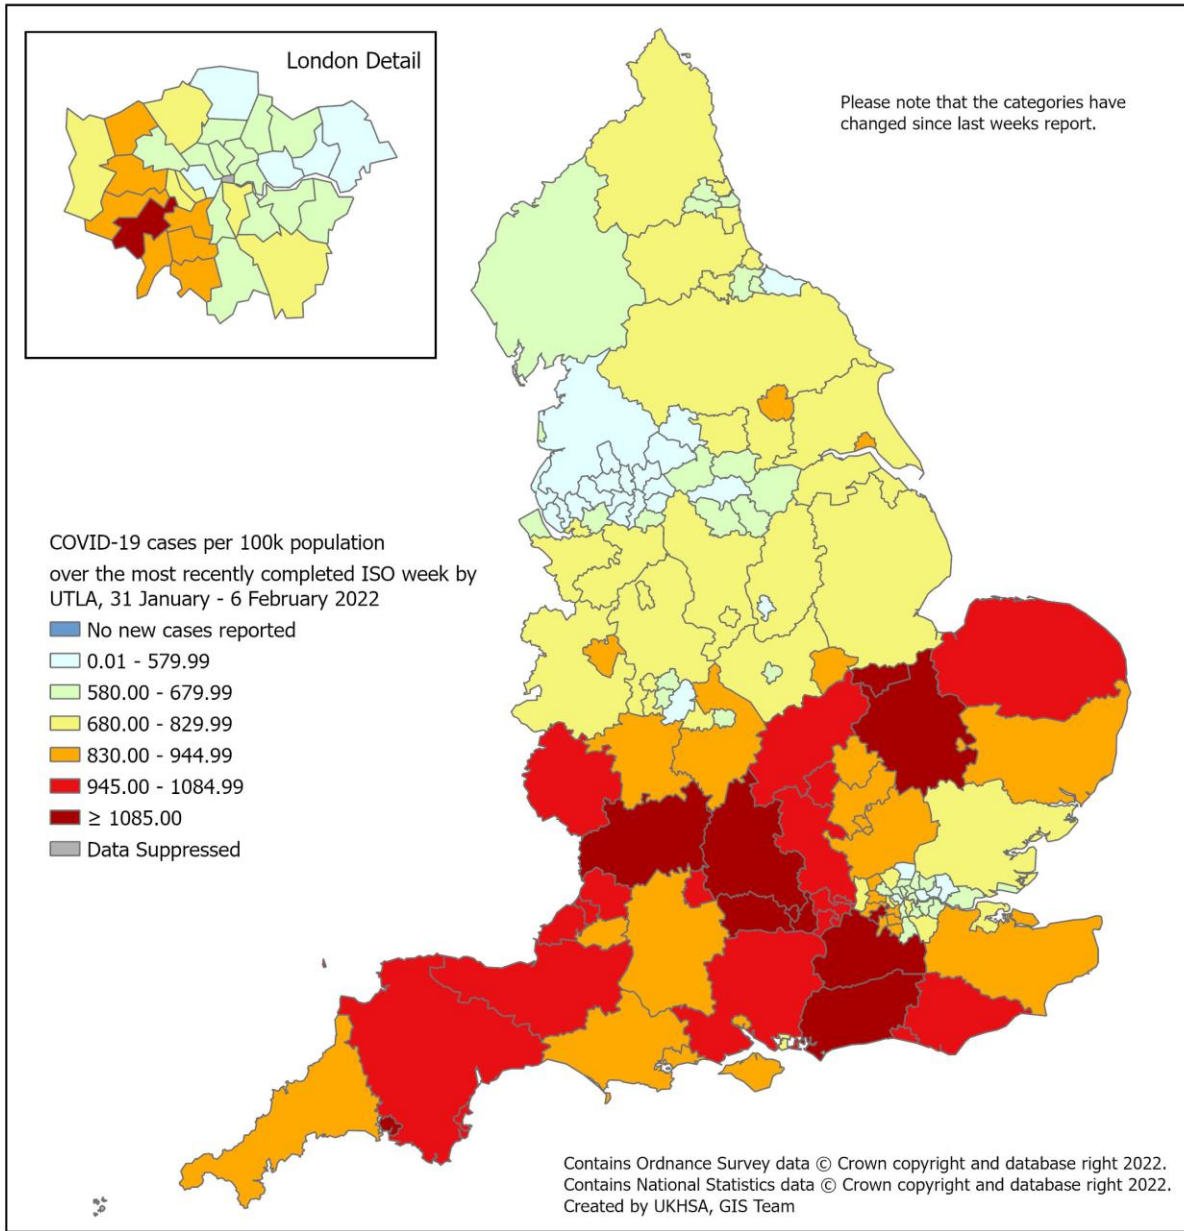 London Detail
Please note that the categories have
changed since last weeks report.
COVID-19 cases per 100k population
over the most recently completed ISO week by
UTLA, 31 January - 6 February 2022
No new cases reported
0.01 - 579.99
580.00 - 679.99
680.00 - 829.99
830.00 - 944.99
945.00 - 1084.99
≥ 1085.00
Data Suppressed
Contains Ordnance Survey data © Crown copyright and database right 2022.
Contains National Statistics data © Crown copyright and database right 2022.
Created by UKHSA, GIS Team